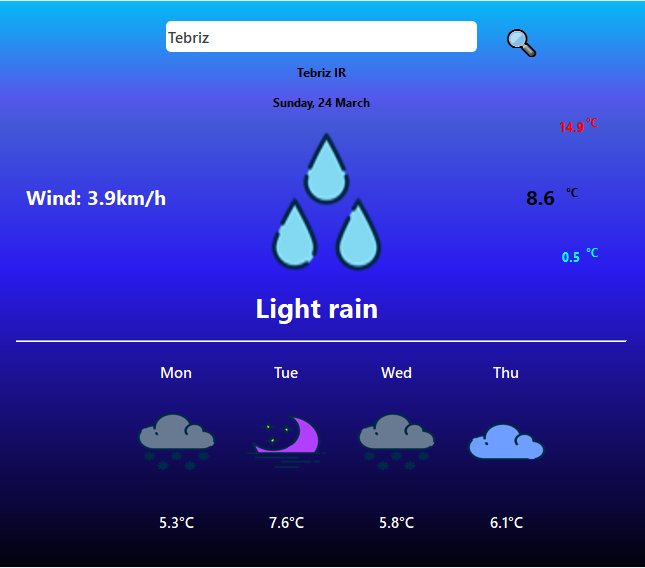 Tebriz
Tebriz IR
Sunday, 24 March
14.9 °C
Wind: 3.9km/h
8.6 °C
0.5 °C
Light rain
Mon Tue Wed Thu
5.3°C 7.6°C 5.8°C 6.1°C